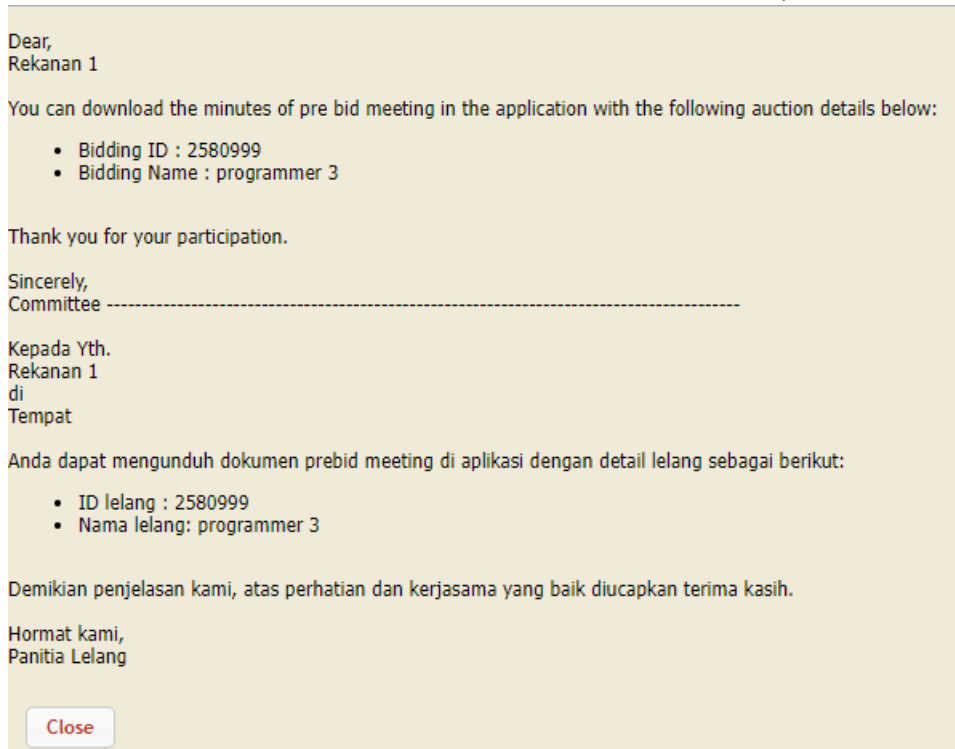 Dear,
Rekanan 1
You can download the minutes of pre bid meeting in the application with the following auction details below:
• Bidding ID : 2580999
• Bidding Name : programmer 3
Thank you for your participation.
Sincerely,
Committee ------------------------------------------------------------------------------------------
Kepada Yth.
Rekanan 1
di
Tempat
Anda dapat mengunduh dokumen prebid meeting di aplikasi dengan detail lelang sebagai berikut:
• ID lelang : 2580999
• Nama lelang: programmer 3
Demikian penjelasan kami, atas perhatian dan kerjasama yang baik diucapkan terima kasih.
Hormat kami,
Panitia Lelang
Close